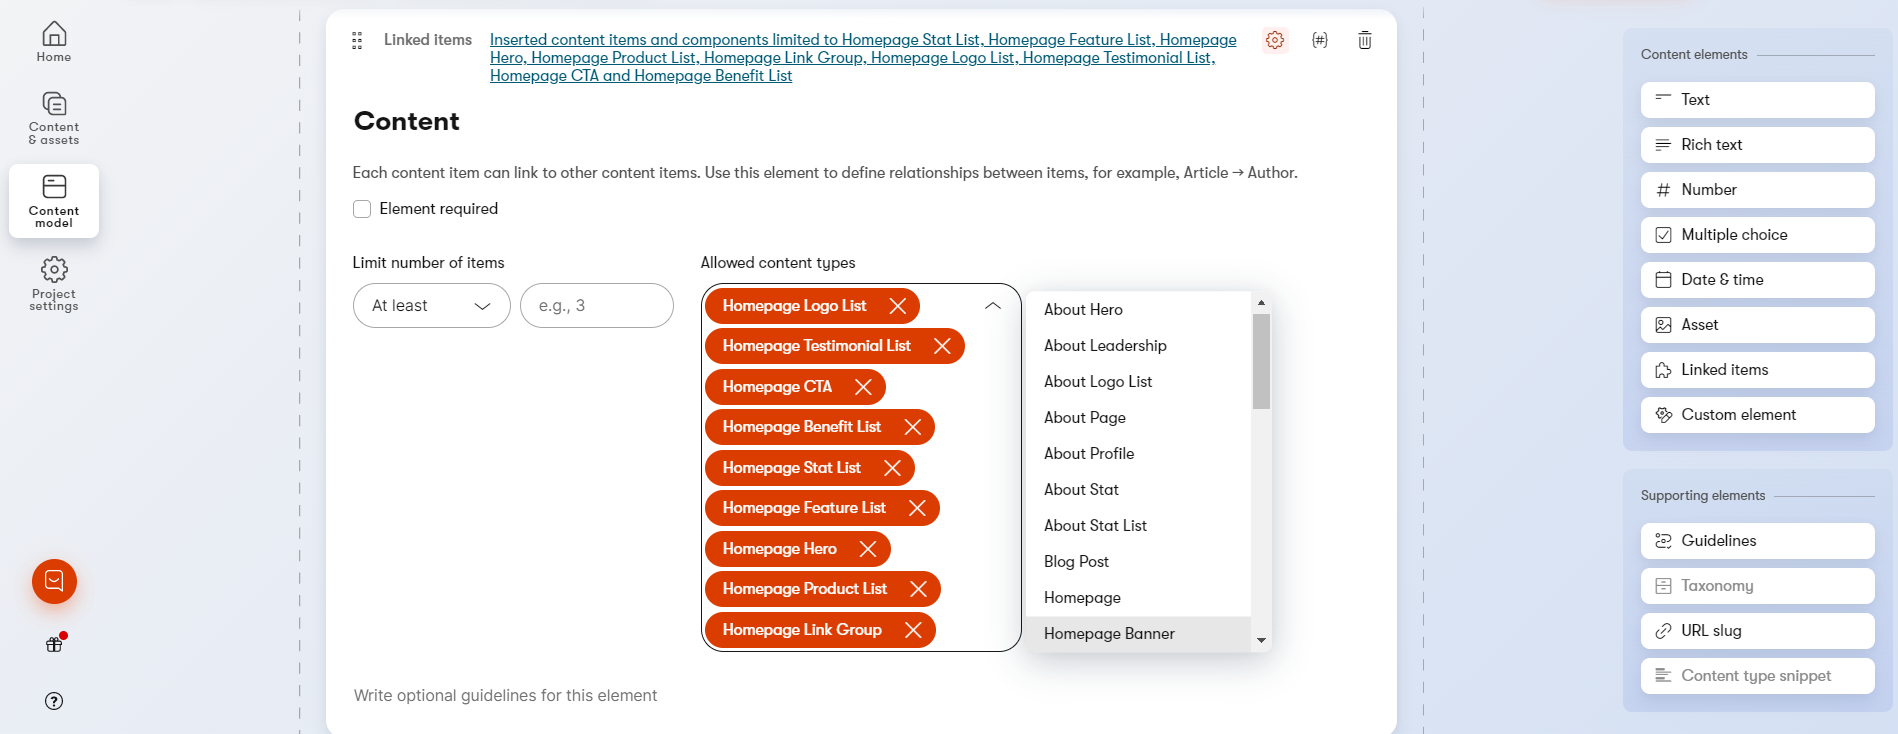 Home
Content
& assets
Content
model
Project
settings
Linked items
Inserted content items and components limited to Homepage Stat List, Homepage Feature List, Homepage
Hero, Homepage Product List, Homepage Link Group, Homepage Logo List, Homepage Testimonial List,
Homepage CTA and Homepage Benefit List
{#}
Content
Each content item can link to other content items. Use this element to define relationships between items, for example, Article → Author.
Element required
Limit number of items
At least
e.g., 3
Allowed content types
Homepage Logo List
Homepage Testimonial List
Homepage CTA
Homepage Benefit List
Homepage Stat List
Homepage Feature List
Homepage Hero
Homepage Product List
Homepage Link Group
About Hero
About Leadership
About Logo List
About Page
About Profile
About Stat
About Stat List
Blog Post
Homepage
Homepage Banner
Write optional guidelines for this element
Content elements
Text
Rich text
Number
Multiple choice
Date & time
Asset
Linked items
Custom element
Supporting elements
Guidelines
Taxonomy
URL slug
Content type snippet